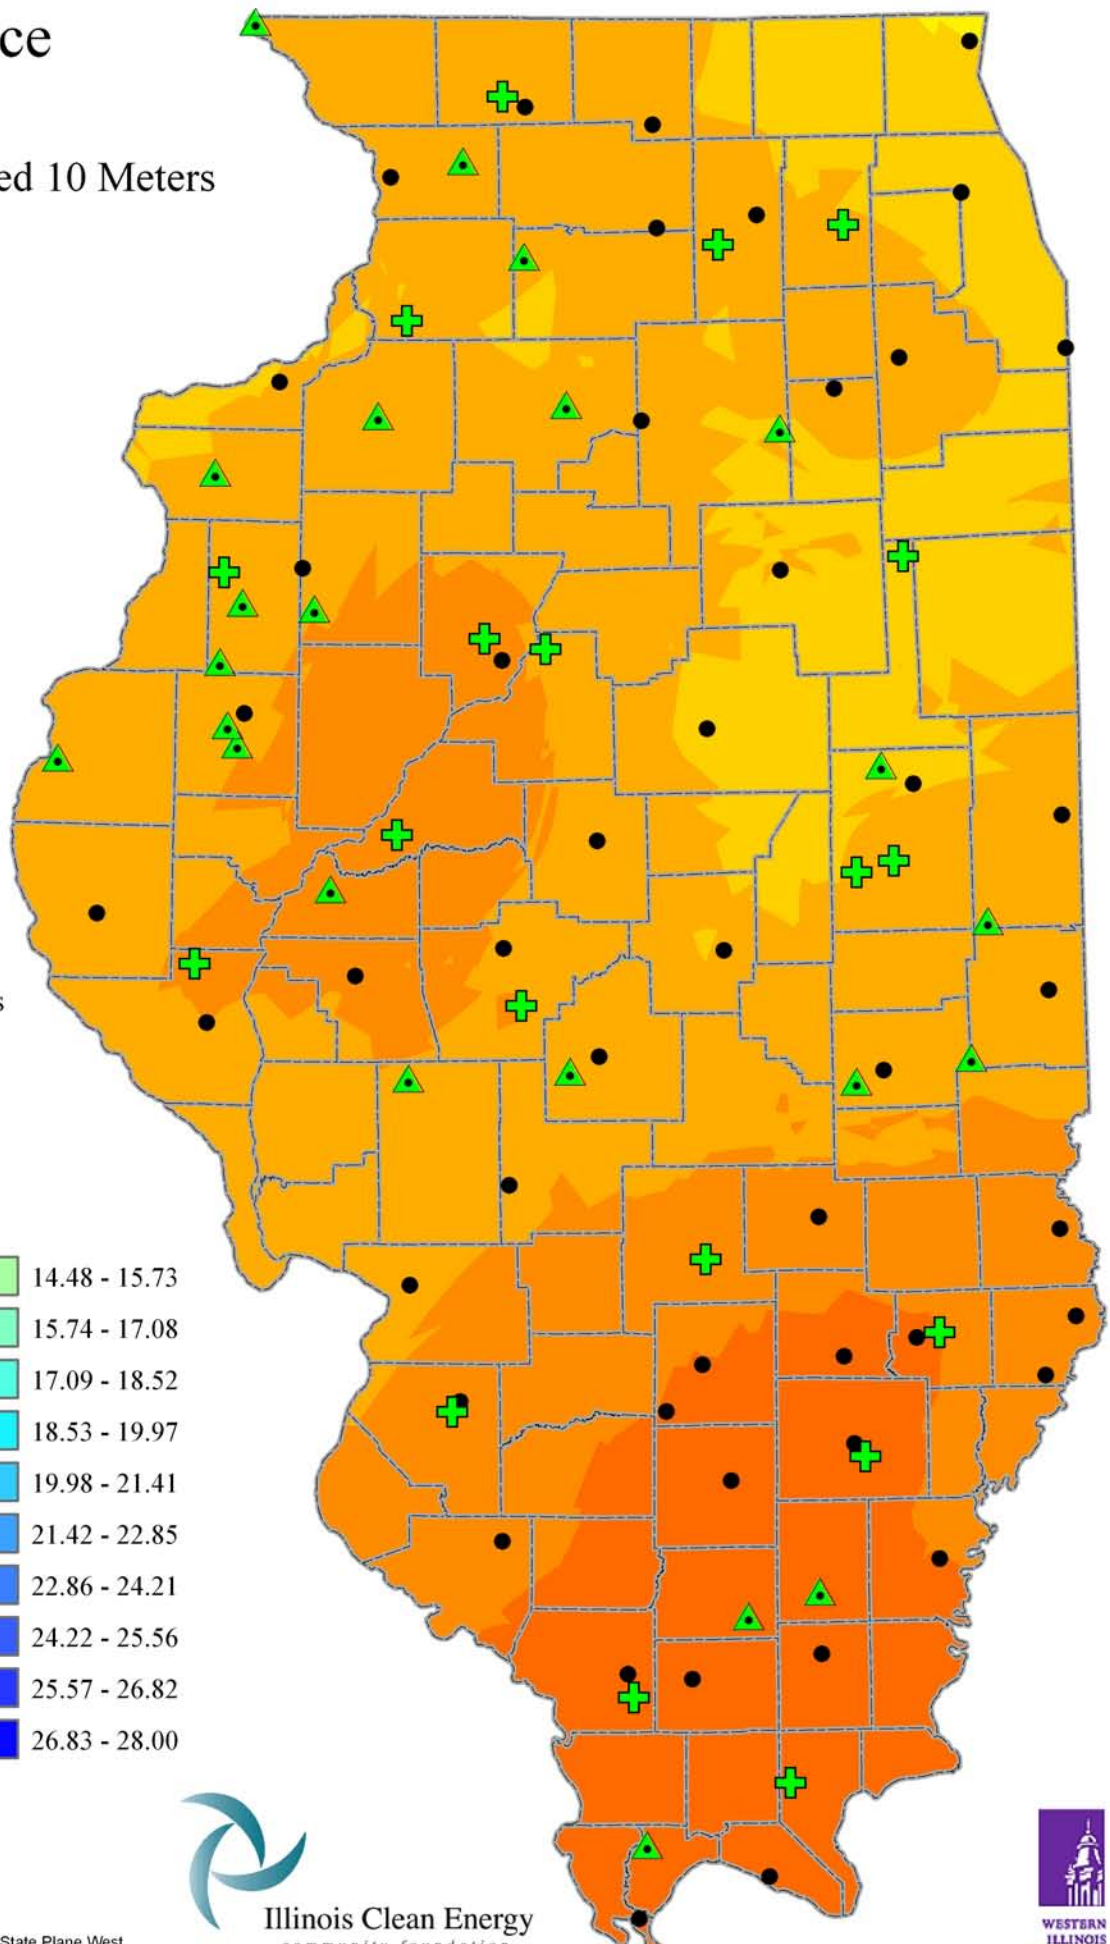 ce
ed 10 Meters
s
14.48 - 15.73
15.74 - 17.08
17.09 - 18.52
18.53 - 19.97
19.98 - 21.41
21.42 - 22.85
22.86 - 24.21
24.22 - 25.56
25.57 - 26.82
26.83 - 28.00
Illinois Clean Energy
community foundation
WESTERN
ILLINOIS
State Plane West